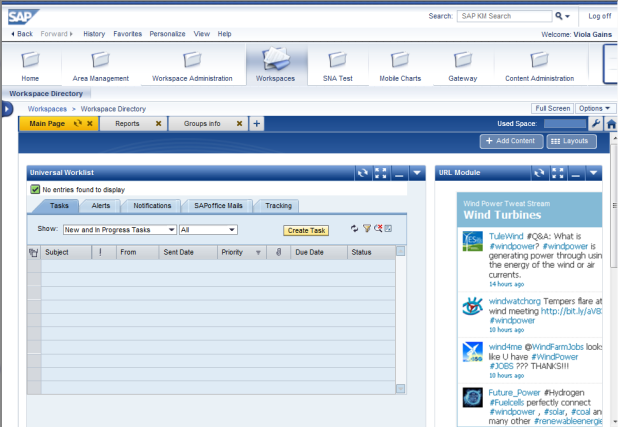 SAP
Search: SAP KM Search
Log off
Back Forward History Favorites Personalize View Help
Welcome: Viola Gains
Home Area Management Workspace Administration Workspaces SNA Test Mobile Charts Gateway Content Administration
Workspace Directory
Workspaces > Workspace Directory
Full Screen Options
Main Page Reports Groups info
Used Space:
+ Add Content Layouts
Universal Worklist
No entries found to display
Tasks Alerts Notifications SAPoffice Mails Tracking
Show: New and In Progress Tasks All Create Task
Subject ! From Sent Date Priority Due Date Status
URL Module
Wind Power Tweat Stream
Wind Turbines
TuleWind #Q&A: What is
#windpower? #windpower is
generating power through usin
the energy of the wind or air
currents.
14 hours ago
windwatchorg Tempers flare at
wind meeting http://bit.ly/aVB
#windpower
10 hours ago
wind4me @WindFarmJobs looks
like U have #WindPower
#JOBS ??? THANKS!!!
10 hours ago
Future_Power #Hydrogen
#Fuelcells perfectly connect
#windpower , #solar, #coal an
many other #renewableenergie